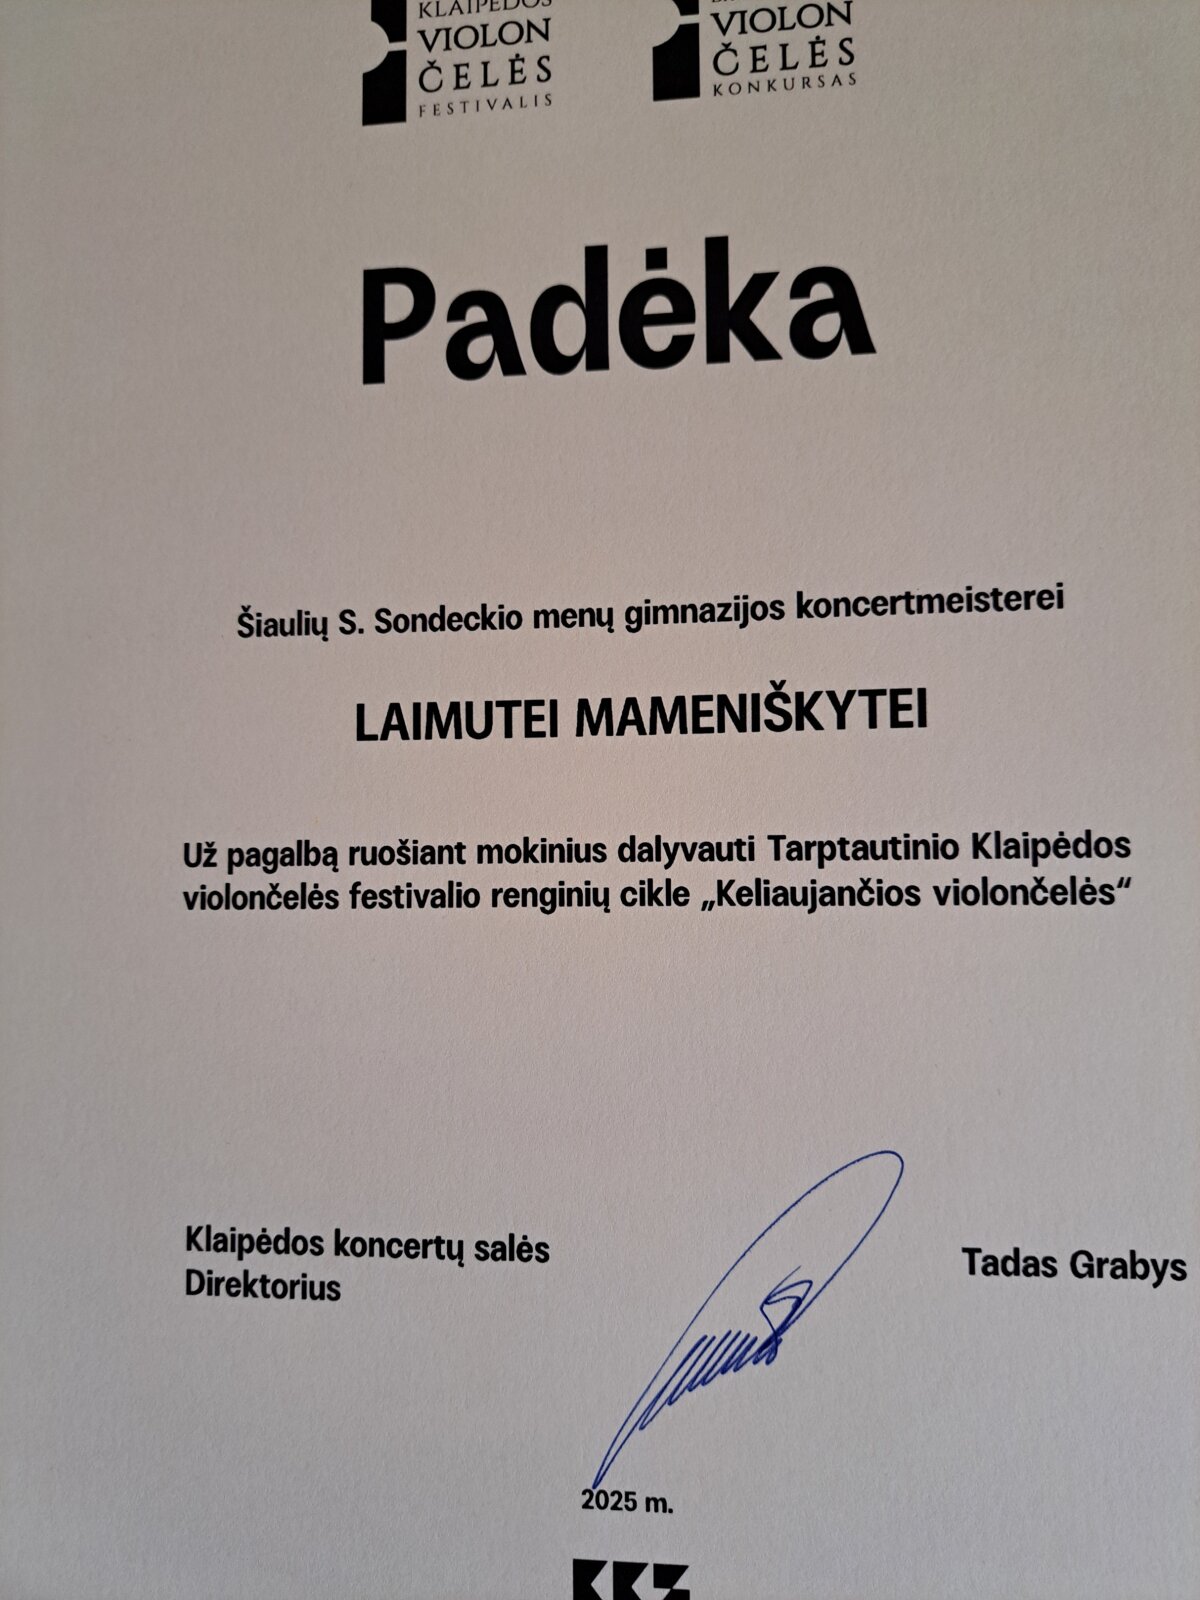 KLAIPĖDOS
VIOLON
ČELĖS
FESTIVALIS
VIOLON
ČELĖS
KONKURSAS
Padėka
Šiaulių S. Sondeckio menų gimnazijos koncertmeisterei
LAIMUTEI MAMENIŠKYTEI
Už pagalbą ruošiant mokinius dalyvauti Tarptautinio Klaipėdos
violončelės festivalio renginių cikle „Keliaujančios violončelės“
Klaipėdos koncertų salės
Direktorius
Tadas Grabys
2025 m.